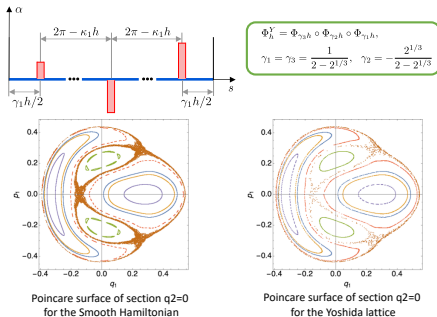 α
2π − κ₁h
2π − κ₁h
s
γ₁h/2
γ₁h/2
Φ_h^Y = Φ_{γ₃h} ∘ Φ_{γ₂h} ∘ Φ_{γ₁h},
γ₁ = γ₃ = 1/(2 − 2^{1/3}), γ₂ = −2^{1/3}/(2 − 2^{1/3})
p₁
0.4
0.2
0.0
−0.2
−0.4
−0.4 −0.2 0.0 0.2 0.4
q₁
Poincare surface of section q2=0
for the Smooth Hamiltonian
p₁
0.4
0.2
0.0
−0.2
−0.4
−0.4 −0.2 0.0 0.2 0.4
q₁
Poincare surface of section q2=0
for the Yoshida lattice